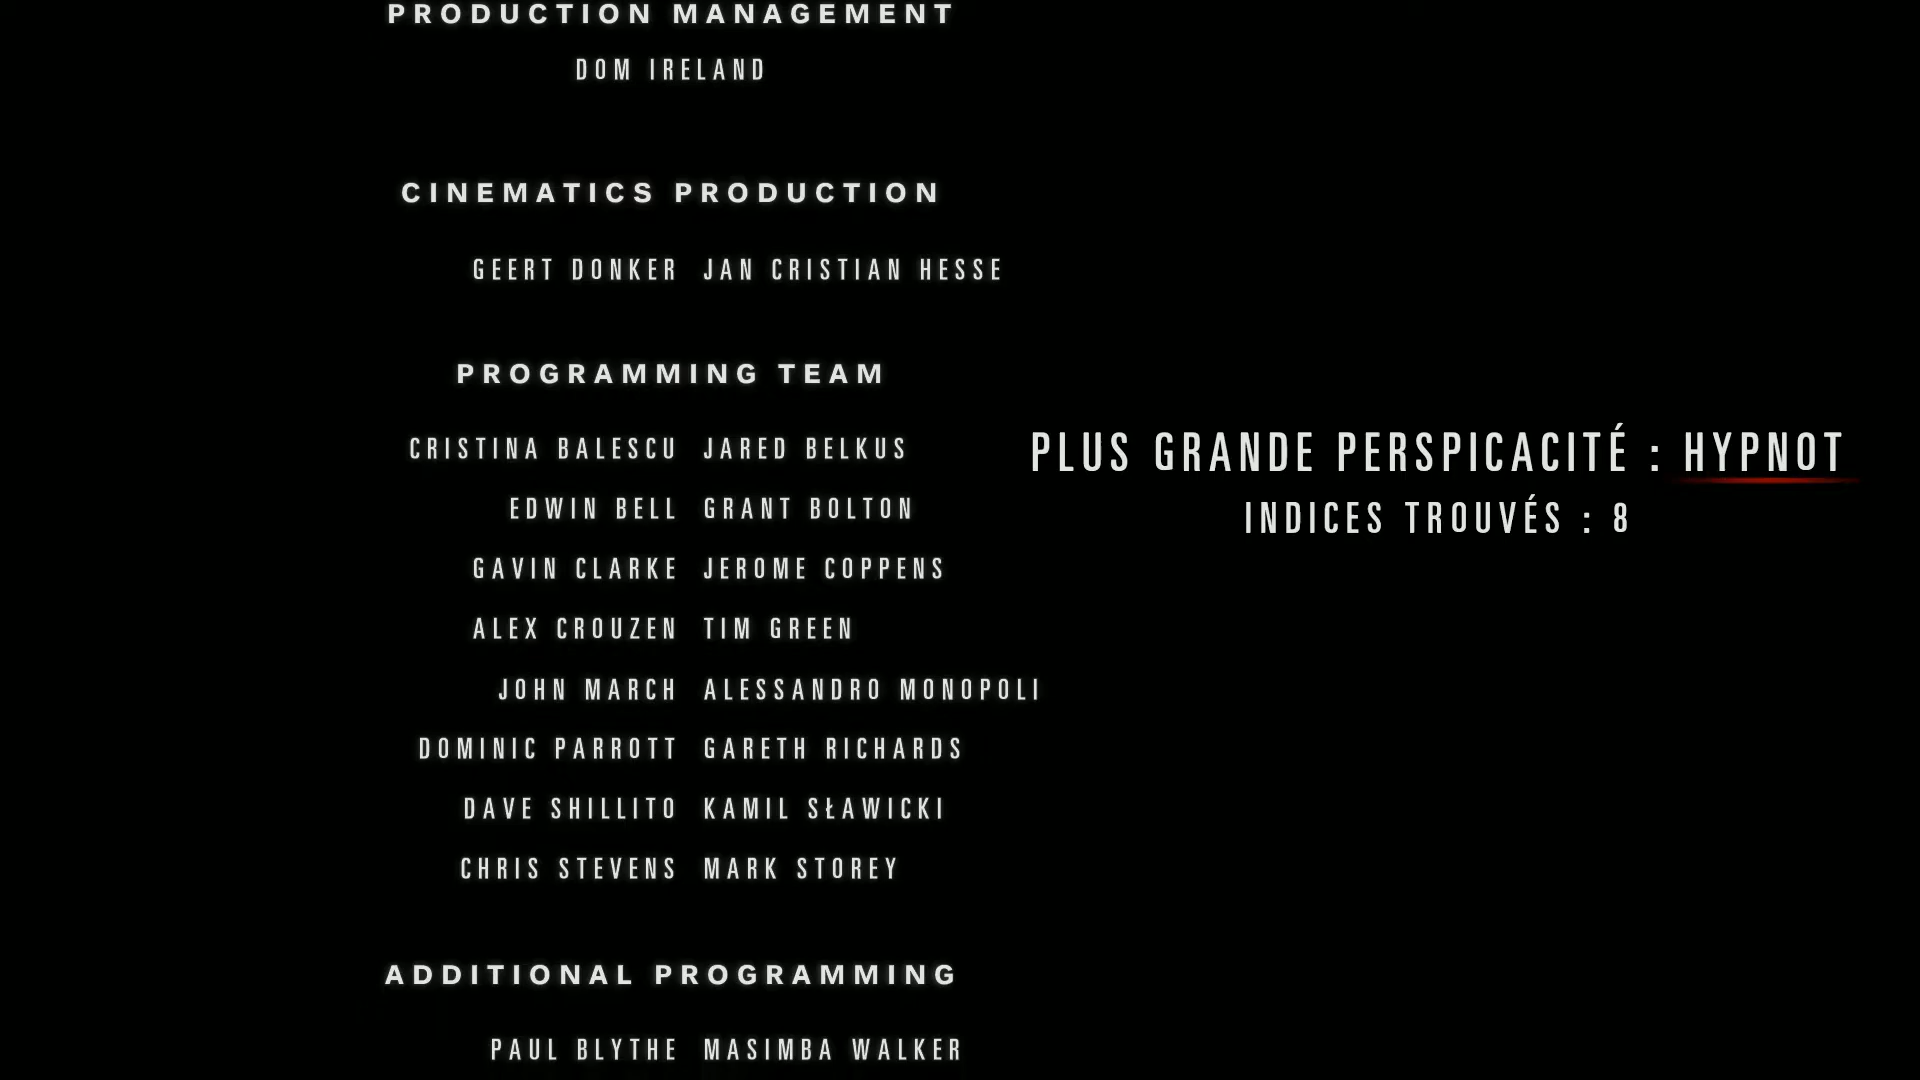 PRODUCTION MANAGEMENT
DOM IRELAND
CINEMATICS PRODUCTION
GEERT DONKER JAN CRISTIAN HESSE
PROGRAMMING TEAM
CRISTINA BALESCU JARED BELKUS
EDWIN BELL GRANT BOLTON
GAVIN CLARKE JEROME COPPENS
ALEX CROUZEN TIM GREEN
JOHN MARCH ALESSANDRO MONOPOLI
DOMINIC PARROTT GARETH RICHARDS
DAVE SHILLITO KAMIL SŁAWICKI
CHRIS STEVENS MARK STOREY
ADDITIONAL PROGRAMMING
PAUL BLYTHE MASIMBA WALKER
PLUS GRANDE PERSPICACITÉ : HYPNOT
INDICES TROUVÉS : 8